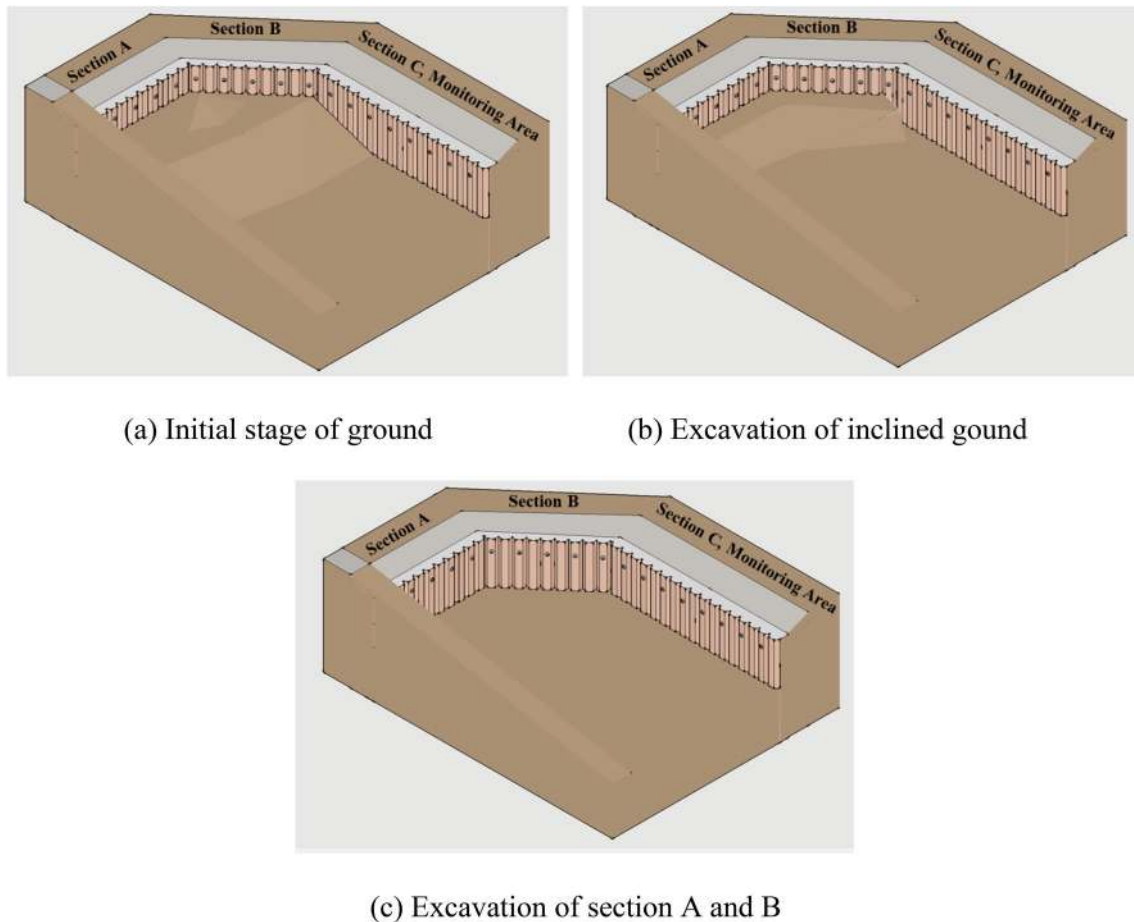 Section A
Section B
Section C, Monitoring Area
Section A
Section B
Section C, Monitoring Area
(a) Initial stage of ground
(b) Excavation of inclined gound
Section A
Section B
Section C, Monitoring Area
(c) Excavation of section A and B